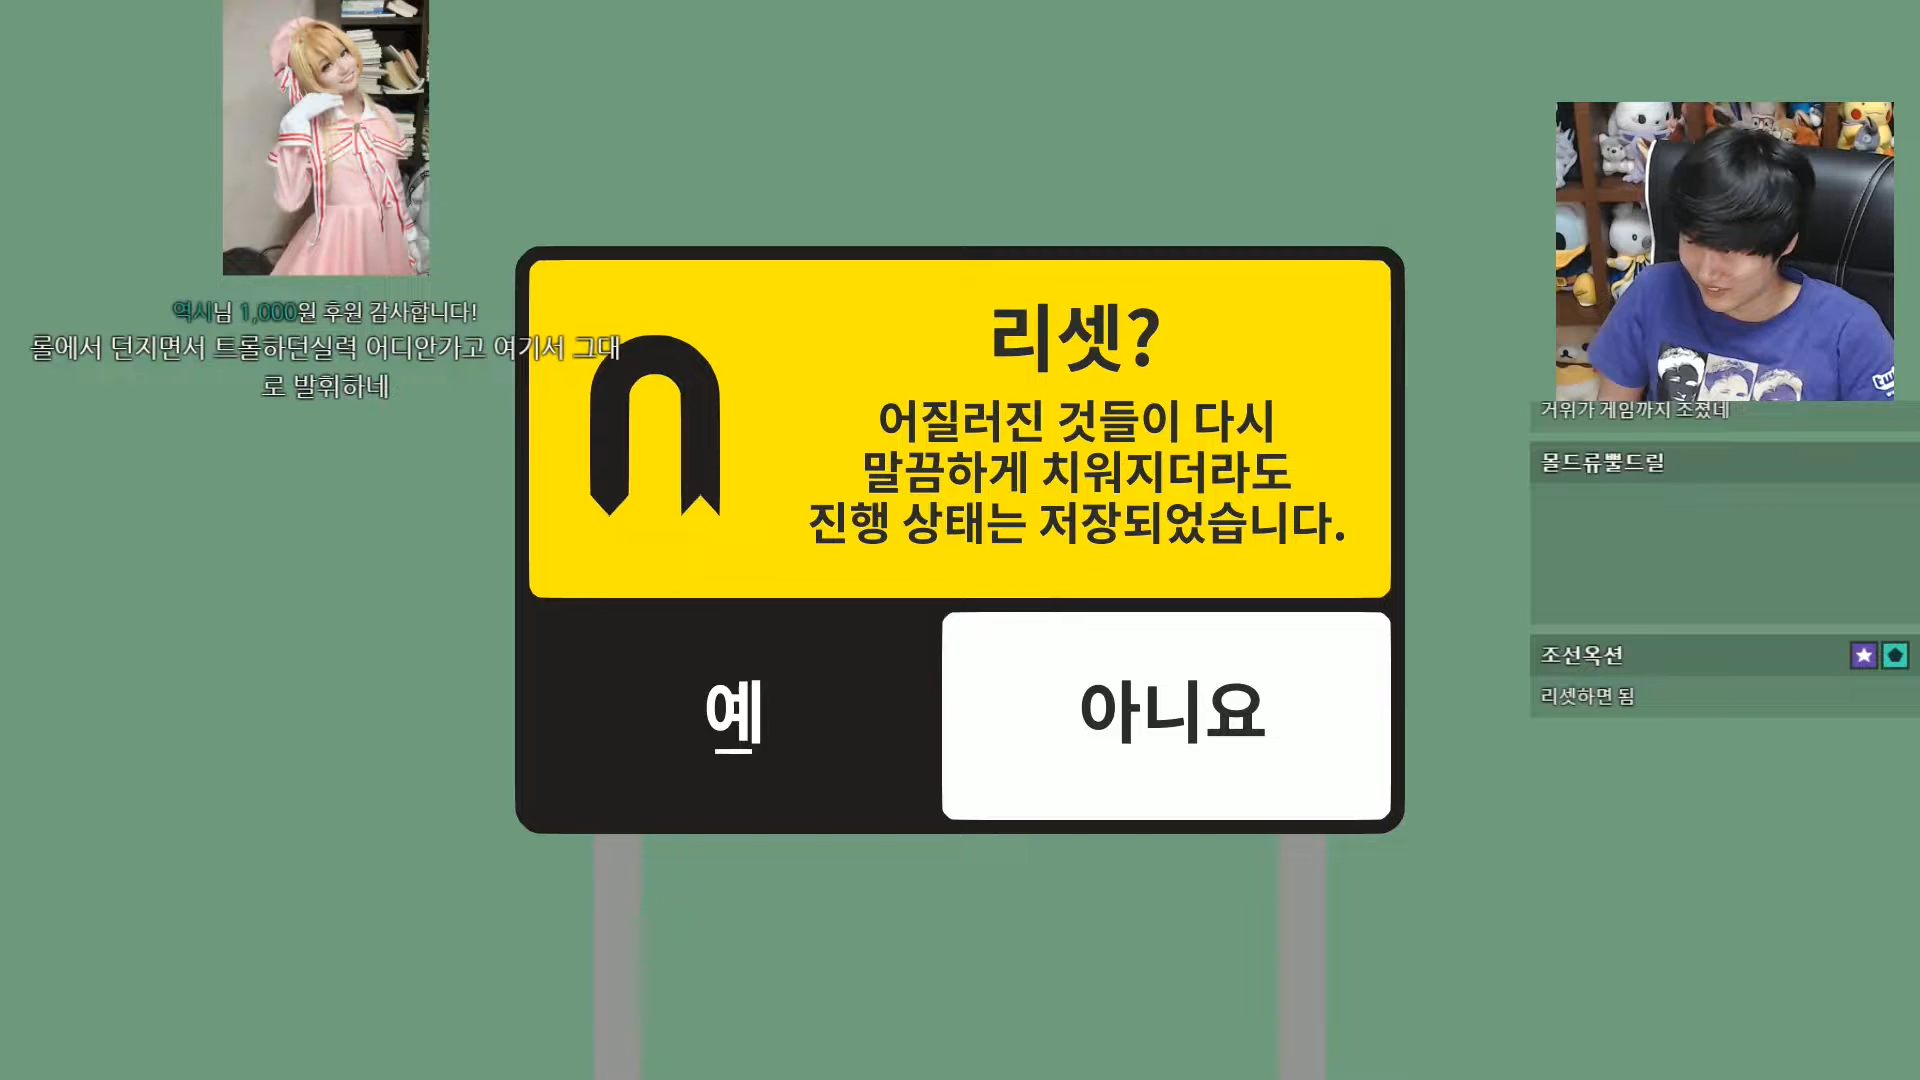 역시님 1,000원 후원 감사합니다!
롤에서 던지면서 트롤하던실력 어디안가고 여기서 그대
로 발휘하네
리셋?
어질러진 것들이 다시
말끔하게 치워지더라도
진행 상태는 저장되었습니다.
예
아니요
거위가 게임까지 조졌네
몰드류뿔드릴
조선옥션
리셋하면 됨